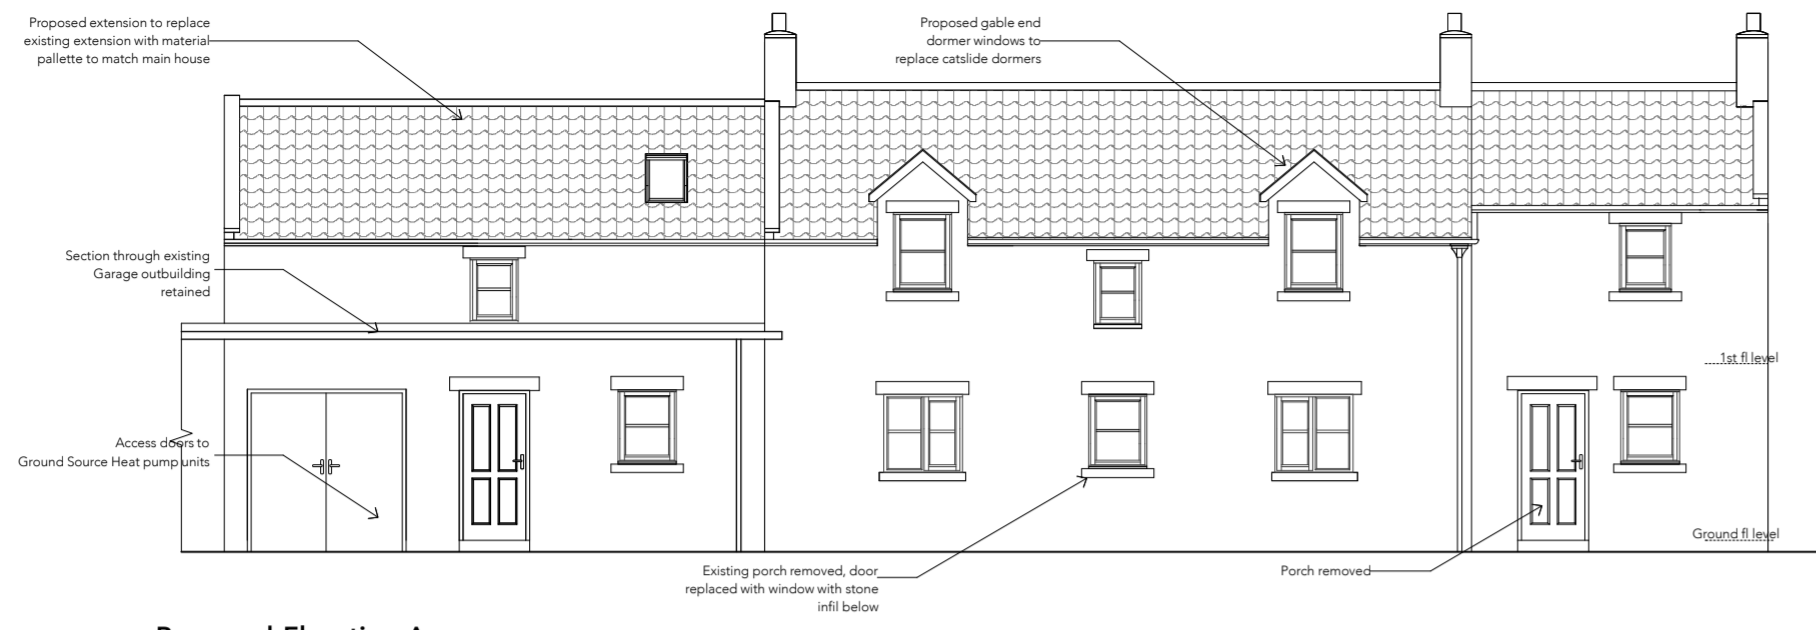 Proposed extension to replace
existing extension with material
pallette to match main house
Proposed gable end
dormer windows to
replace catslide dormers
Section through existing
Garage outbuilding
retained
1st fl level
Access doors to
Ground Source Heat pump units
Ground fl level
Existing porch removed, door
replaced with window with stone
infil below
Porch removed
Proposed Elevation A